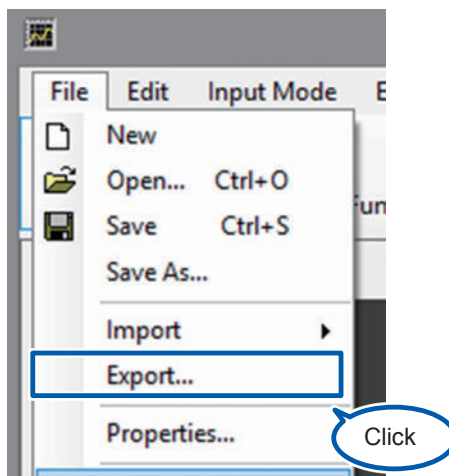 File Edit Input Mode E
New
Open... Ctrl+O
Save Ctrl+S
Save As...
Import
Export...
Properties...
Click